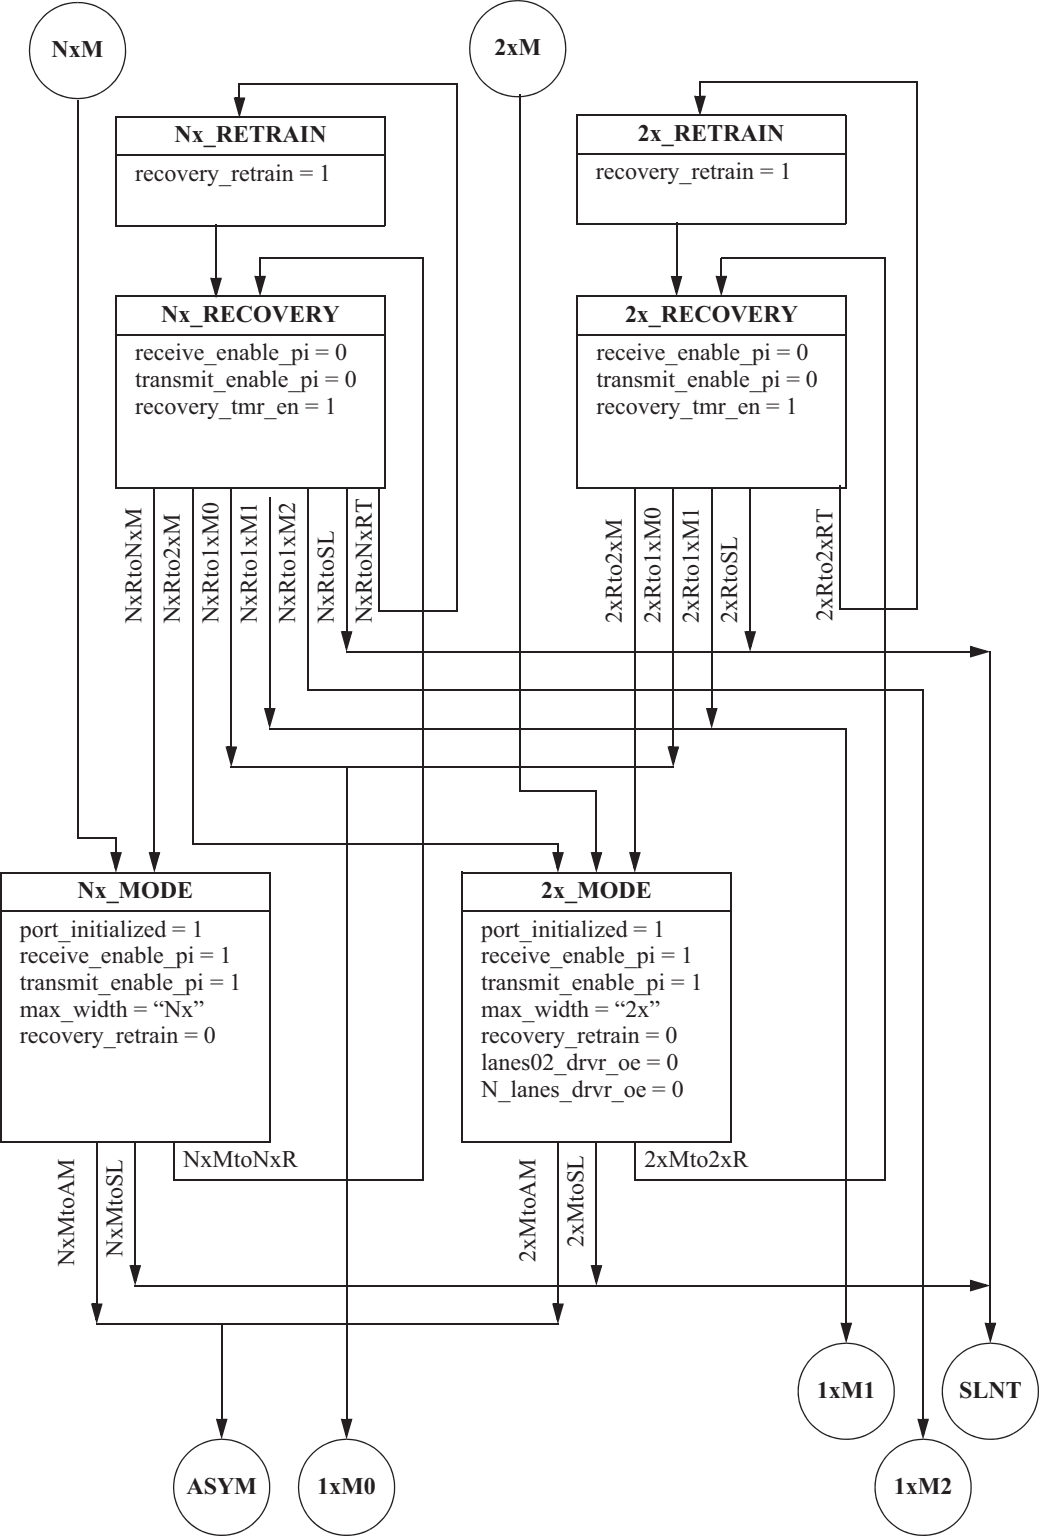 NxM
2xM
Nx_RETRAIN
recovery_retrain = 1
2x_RETRAIN
recovery_retrain = 1
Nx_RECOVERY
receive_enable_pi = 0
transmit_enable_pi = 0
recovery_tmr_en = 1
2x_RECOVERY
receive_enable_pi = 0
transmit_enable_pi = 0
recovery_tmr_en = 1
NxRtoNxM
NxRto2xM
NxRto1xM0
NxRto1xM1
NxRto1xM2
NxRtoSL
NxRtoNxRT
2xRto2xM
2xRto1xM0
2xRto1xM1
2xRtoSL
2xRto2xRT
Nx_MODE
port_initialized = 1
receive_enable_pi = 1
transmit_enable_pi = 1
max_width = “Nx”
recovery_retrain = 0
2x_MODE
port_initialized = 1
receive_enable_pi = 1
transmit_enable_pi = 1
max_width = “2x”
recovery_retrain = 0
lanes02_drvr_oe = 0
N_lanes_drvr_oe = 0
NxMtoAM
NxMtoSL
NxMtoNxR
2xMtoAM
2xMtoSL
2xMto2xR
1xM1
SLNT
ASYM
1xM0
1xM2